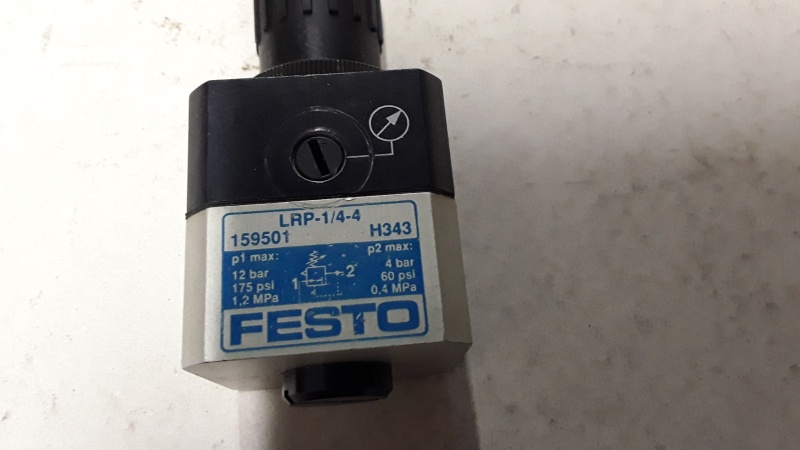 LRP-1/4-4
159501 H343
p1 max: p2 max:
12 bar 4 bar
175 psi 60 psi
1,2 MPa 0,4 MPa
1 2
FESTO